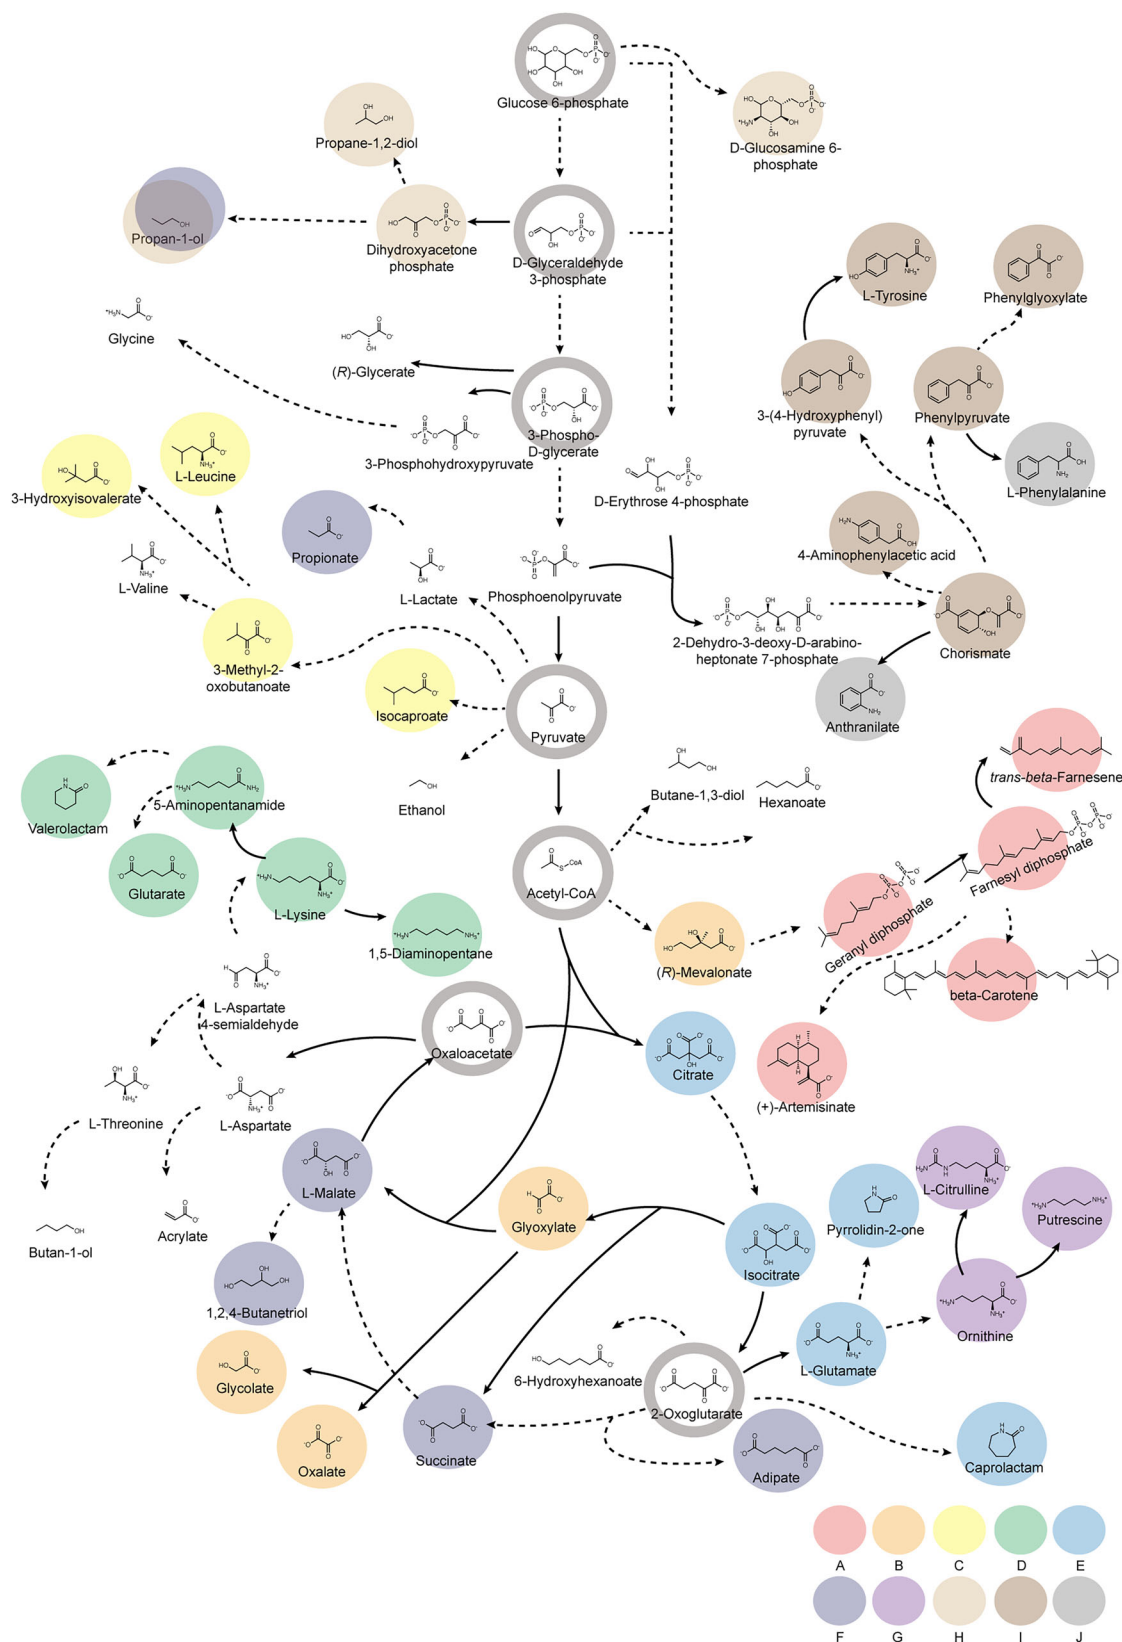 Glucose 6-phosphate
D-Glucosamine 6-
phosphate
Propane-1,2-diol
Propan-1-ol
Dihydroxyacetone
phosphate
D-Glyceraldehyde
3-phosphate
L-Tyrosine
Phenylglyoxylate
Glycine
(R)-Glycerate
3-Phospho-
D-glycerate
3-Phosphohydroxypyruvate
3-(4-Hydroxyphenyl)
pyruvate
Phenylpyruvate
L-Leucine
3-Hydroxyisovalerate
D-Erythrose 4-phosphate
L-Phenylalanine
Propionate
4-Aminophenylacetic acid
L-Valine
L-Lactate
Phosphoenolpyruvate
2-Dehydro-3-deoxy-D-arabino-
heptonate 7-phosphate
Chorismate
3-Methyl-2-
oxobutanoate
Isocaproate
Pyruvate
Anthranilate
trans-beta-Farnesene
5-Aminopentanamide
Valerolactam
Ethanol
Butane-1,3-diol
Hexanoate
Farnesyl diphosphate
Glutarate
L-Lysine
Acetyl-CoA
CoA
1,5-Diaminopentane
(R)-Mevalonate
Geranyl diphosphate
beta-Carotene
L-Aspartate
4-semialdehyde
Oxaloacetate
Citrate
(+)-Artemisinate
L-Threonine
L-Aspartate
L-Malate
L-Citrulline
Putrescine
Butan-1-ol
Acrylate
Glyoxylate
Pyrrolidin-2-one
Isocitrate
1,2,4-Butanetriol
Ornithine
Glycolate
6-Hydroxyhexanoate
L-Glutamate
2-Oxoglutarate
Oxalate
Succinate
Adipate
Caprolactam
A B C D E
F G H I J